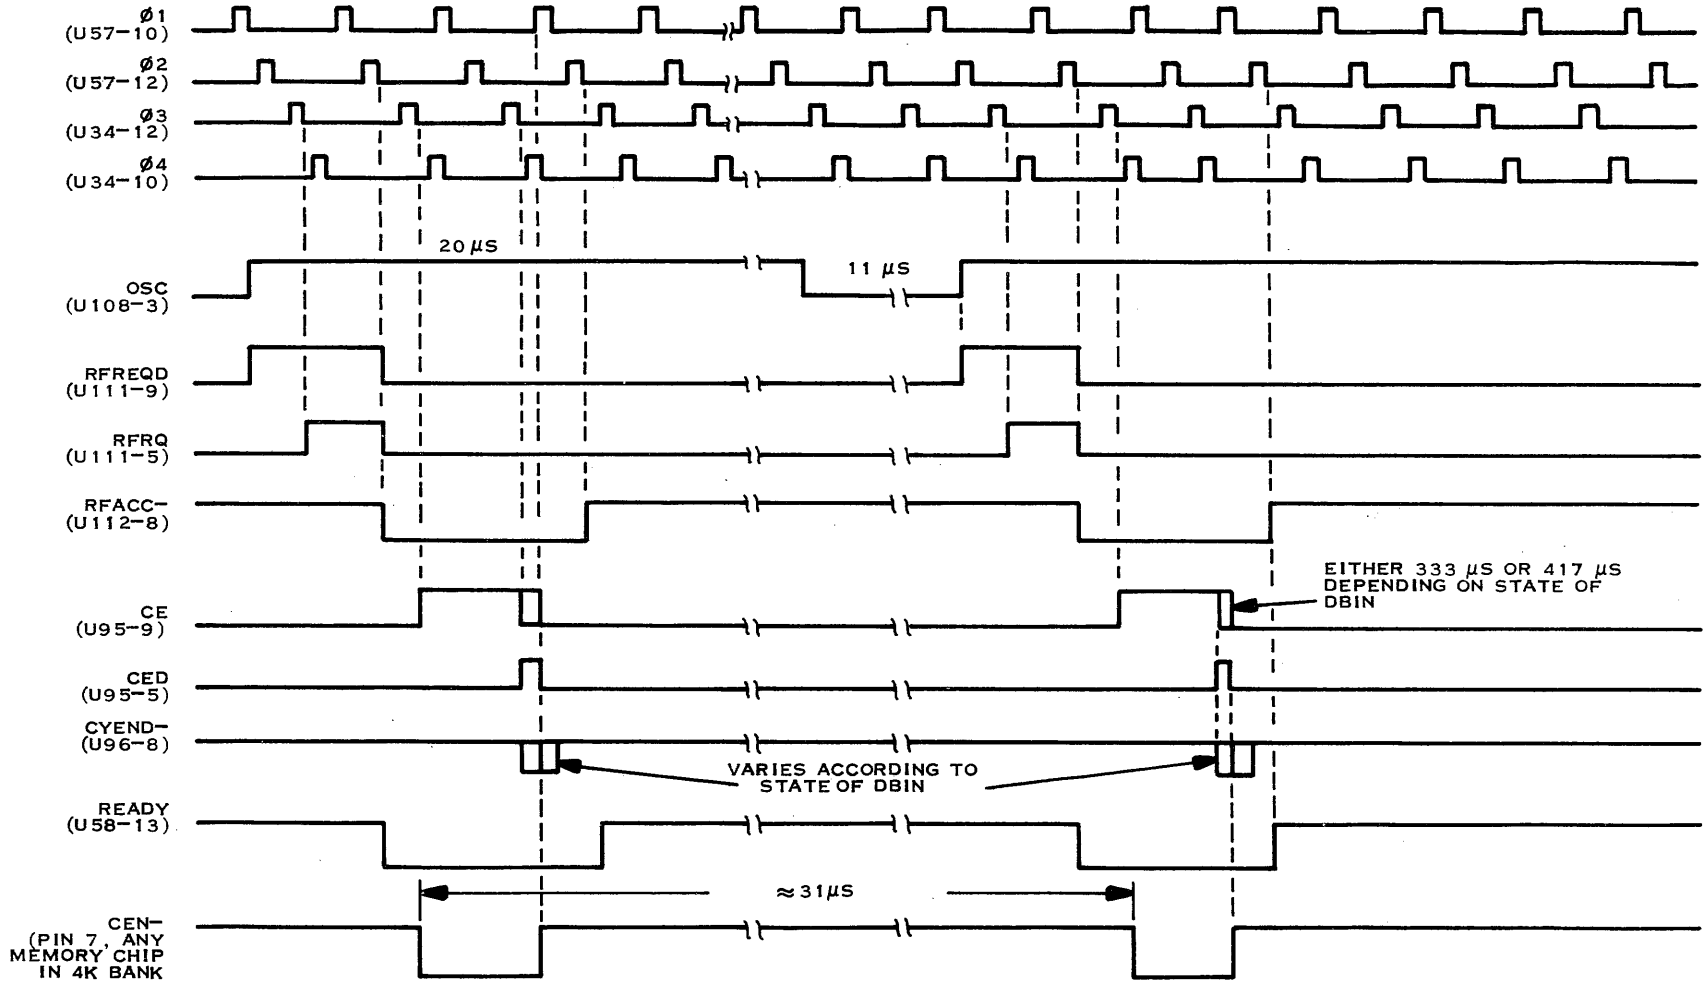 Ø1
(U57-10)
Ø2
(U57-12)
Ø3
(U34-12)
Ø4
(U34-10)
20 µS
11 µS
OSC
(U108-3)
RFREQD
(U111-9)
RFRQ
(U111-5)
RFACC-
(U112-8)
EITHER 333 µS OR 417 µS
DEPENDING ON STATE OF
DBIN
CE
(U95-9)
CED
(U95-5)
CYEND-
(U96-8)
VARIES ACCORDING TO
STATE OF DBIN
READY
(U58-13)
≈31µS
CEN-
(PIN 7, ANY
MEMORY CHIP
IN 4K BANK